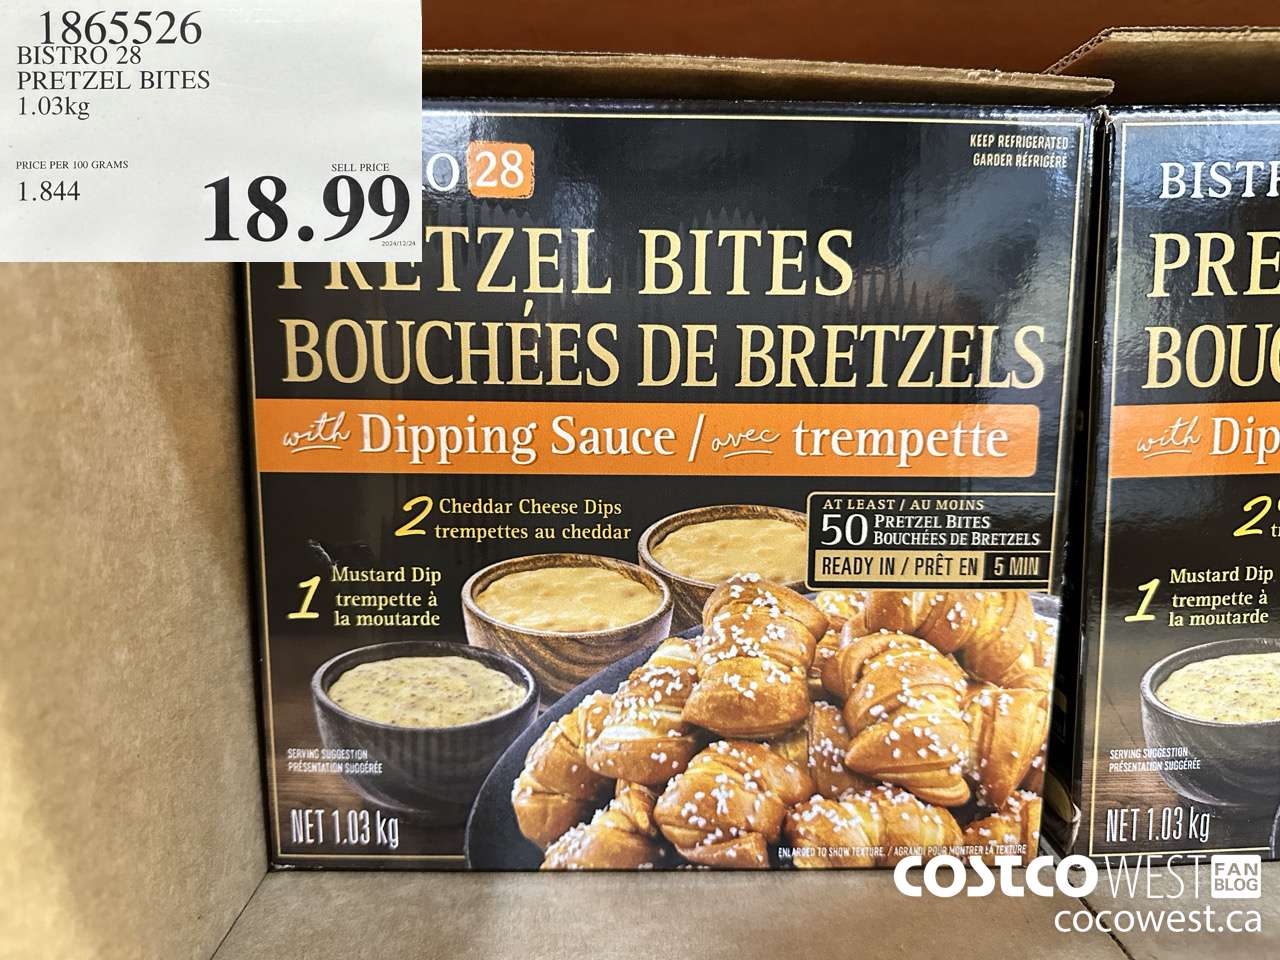 1865526
BISTRO 28
PRETZEL BITES
1.03kg
PRICE PER 100 GRAMS
1.844
SELL PRICE
18.99
2024/12/24
O 28
KEEP REFRIGERATED
GARDER RÉFRIGÉRÉ
PRETZEL BITES
BOUCHÉES DE BRETZELS
with Dipping Sauce / avec trempette
2 Cheddar Cheese Dips
trempettes au cheddar
AT LEAST / AU MOINS
50 PRETZEL BITES
BOUCHÉES DE BRETZELS
READY IN / PRÊT EN 5 MIN
1 Mustard Dip
trempette à
la moutarde
SERVING SUGGESTION
PRÉSENTATION SUGGÉRÉE
NET 1.03 kg
ENLARGED TO SHOW TEXTURE. / AGRANDI POUR MONTRER LA TEXTURE
BIST
PRE
BOU
with Dip
2
1 Mustard Dip
trempette à
la moutarde
SERVING SUGGESTION
PRÉSENTATION SUGGÉRÉE
NET 1.03 kg
COSTCO WEST FAN BLOG
cocowest.ca